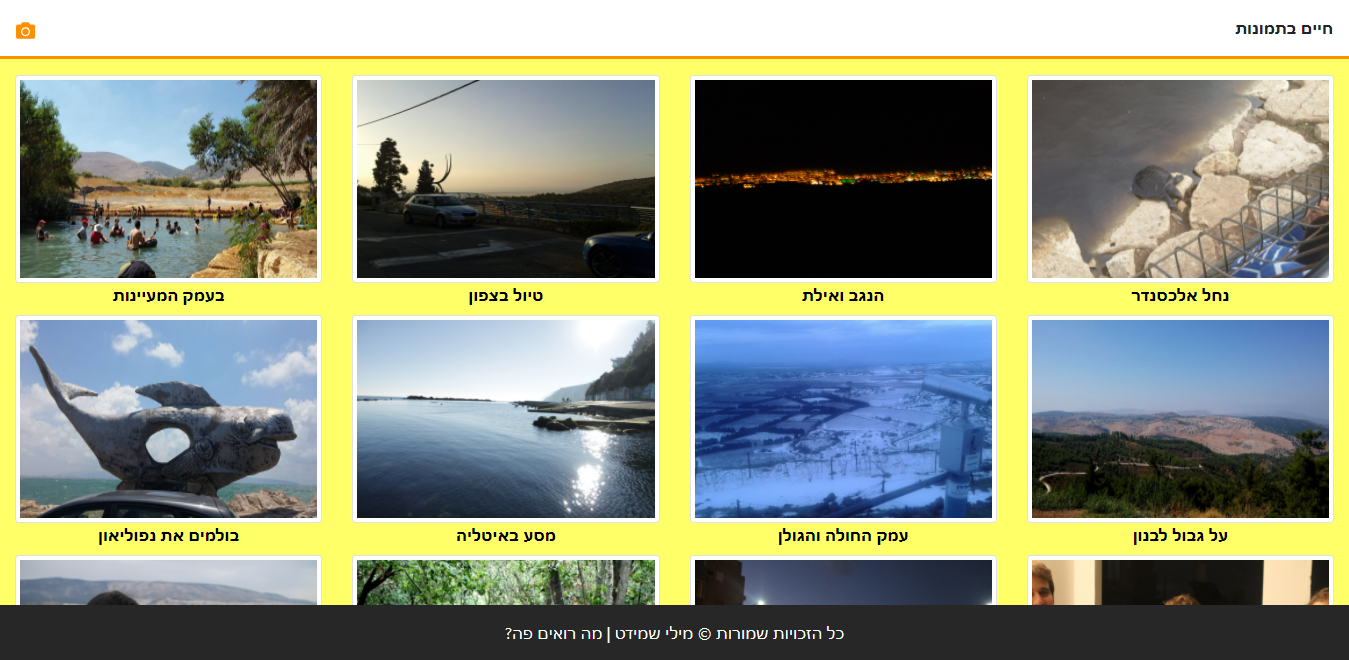 חיים בתמונות
נחל אלכסנדר
הנגב ואילת
טיול בצפון
בעמק המעיינות
על גבול לבנון
עמק החולה והגולן
מסע באיטליה
בולמים את נפוליאון
כל הזכויות שמורות © מילי שמידט | מה רואים פה?